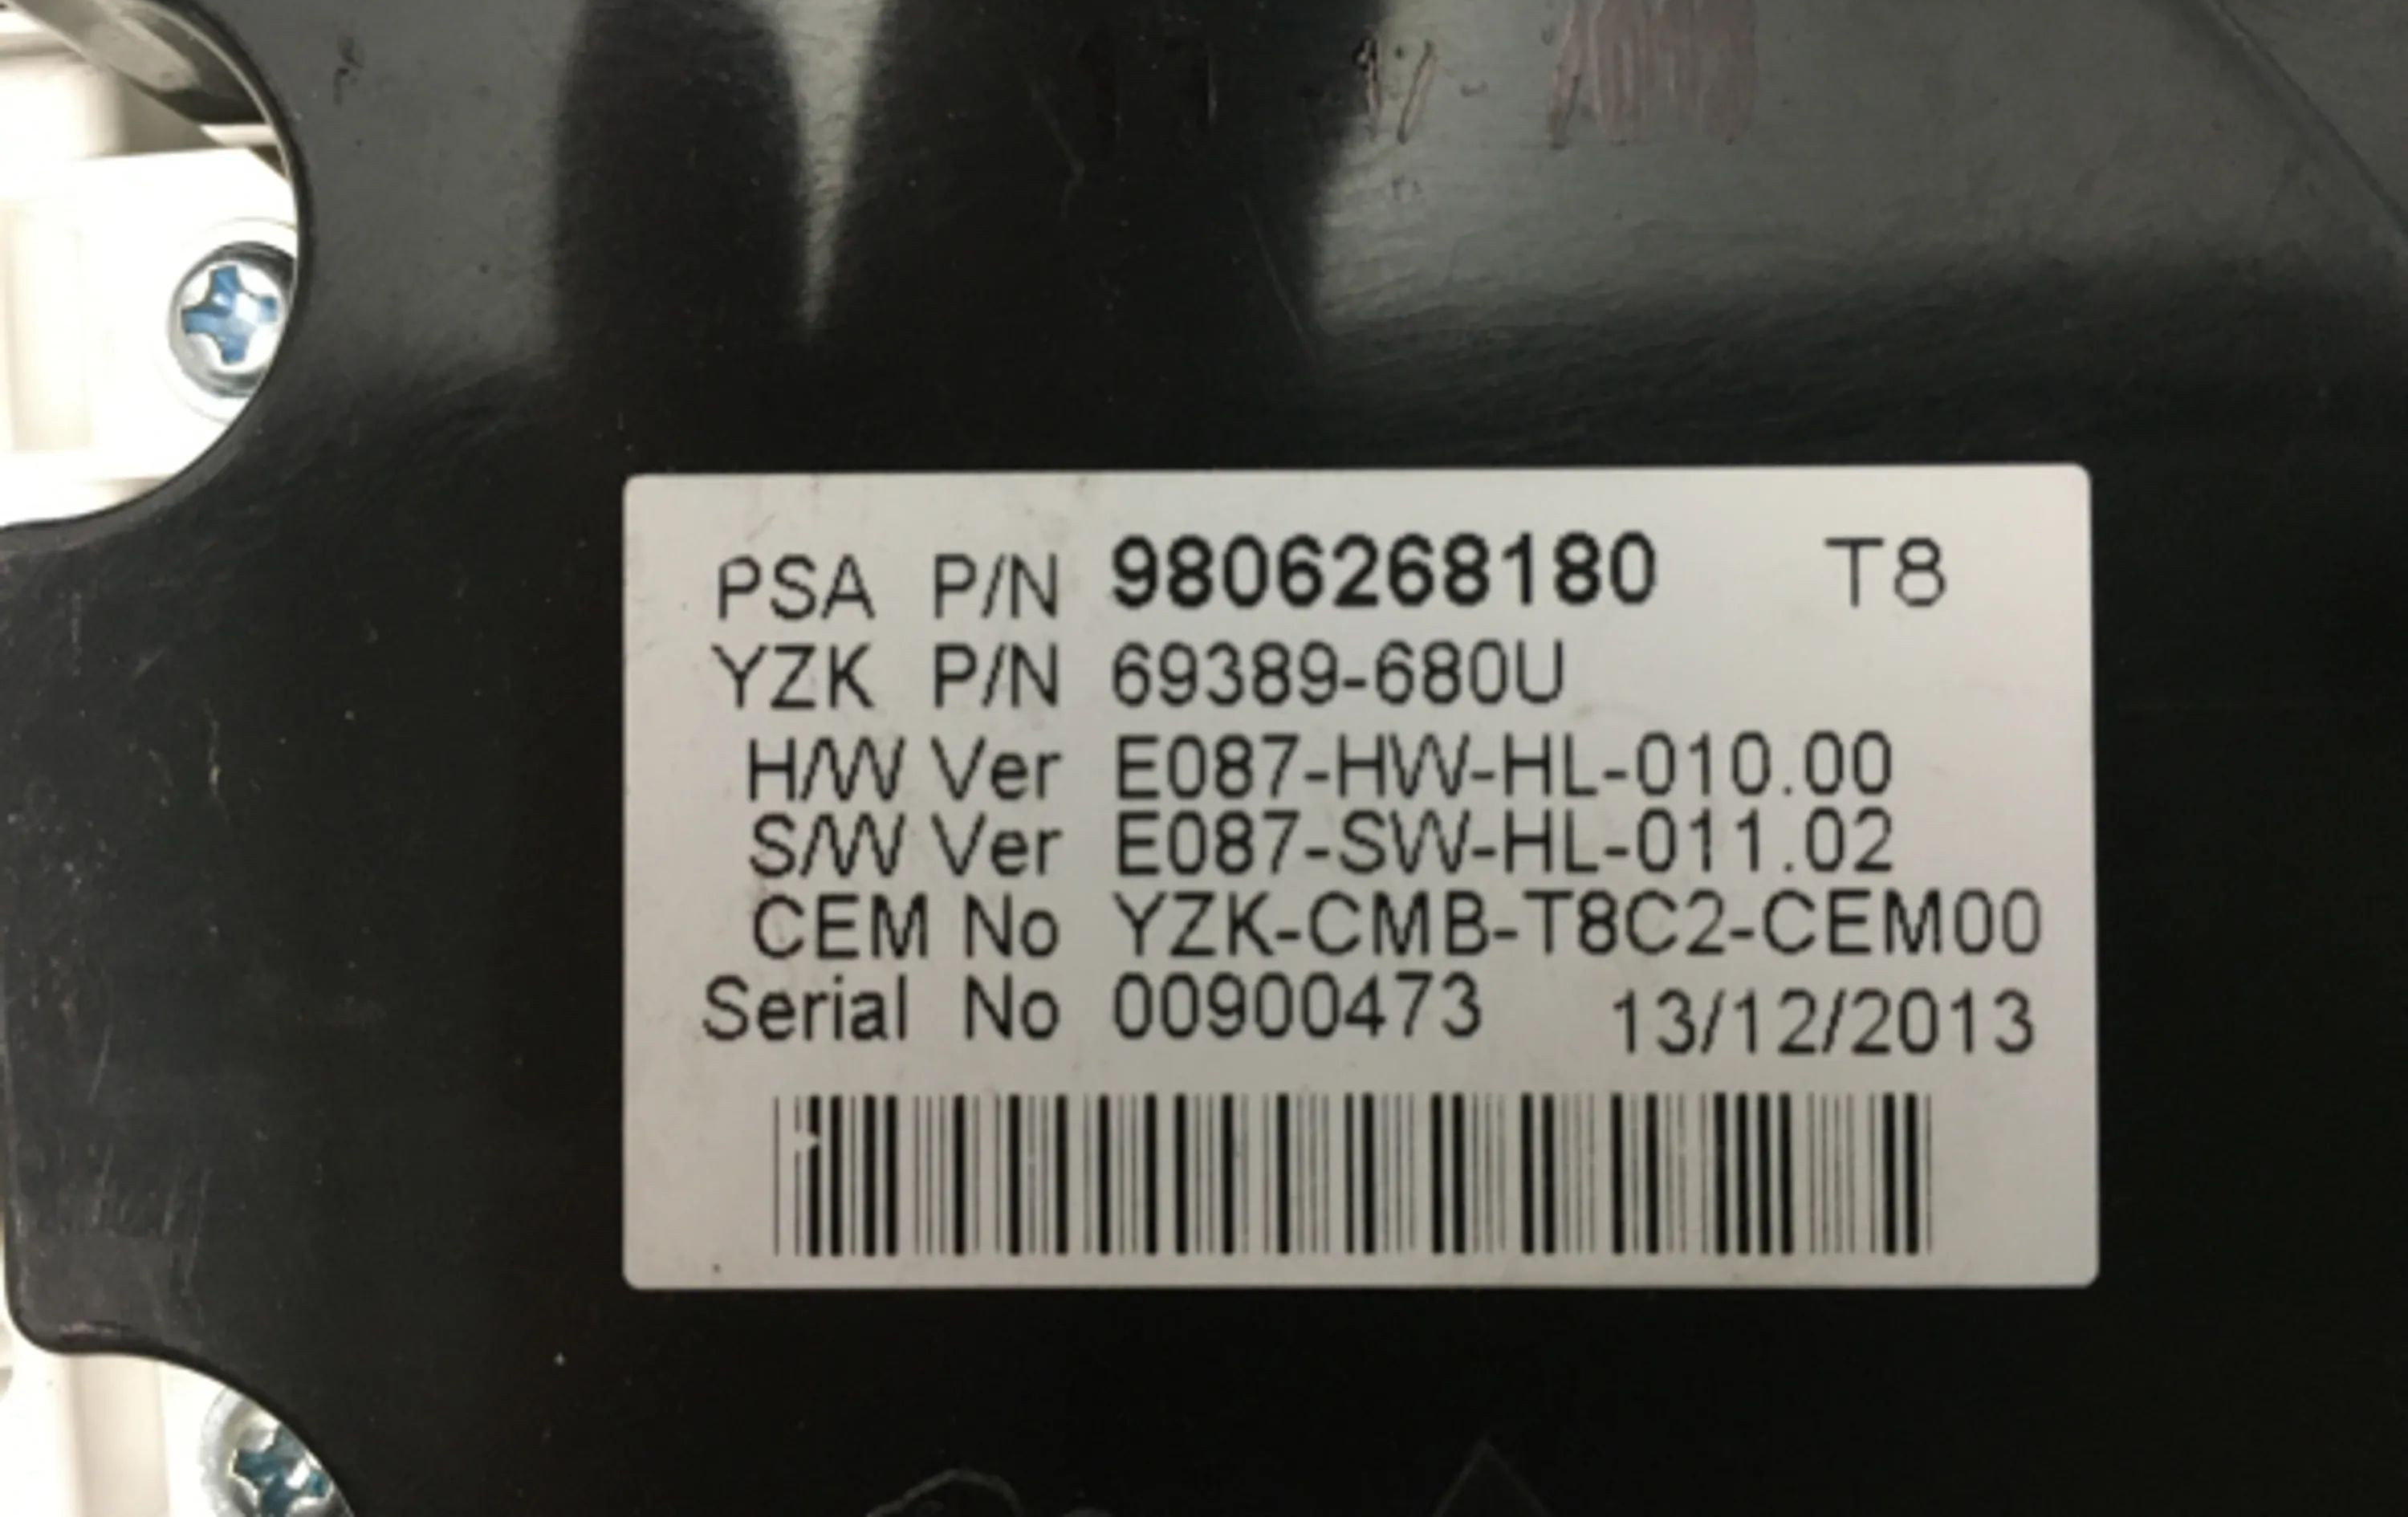 PSA P/N 9806268180 T8
YZK P/N 69389-680U
H/W Ver E087-HW-HL-010.00
S/W Ver E087-SW-HL-011.02
CEM No YZK-CMB-T8C2-CEM00
Serial No 00900473 13/12/2013